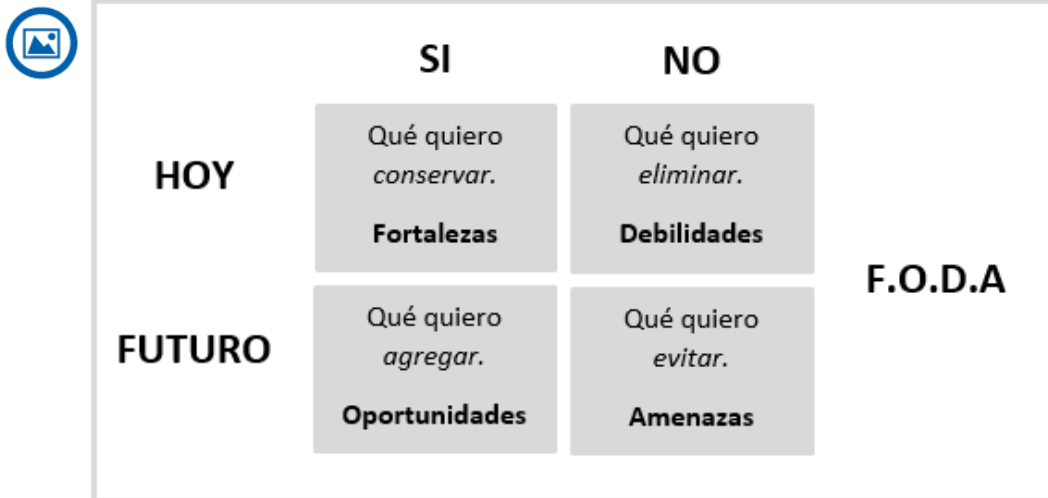 SI NO
HOY
Qué quiero
conservar.
Fortalezas
Qué quiero
eliminar.
Debilidades
F.O.D.A
FUTURO
Qué quiero
agregar.
Oportunidades
Qué quiero
evitar.
Amenazas